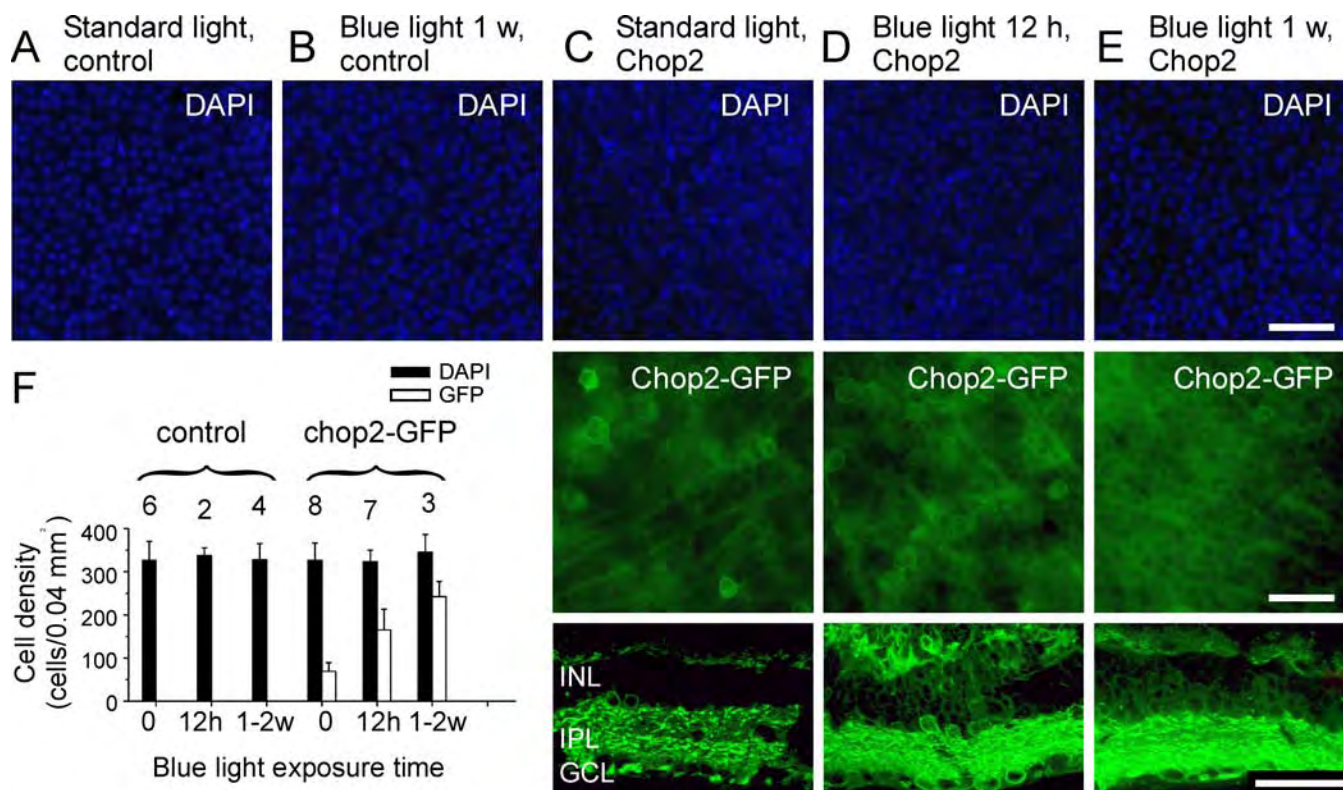 A Standard light, control
B Blue light 1 w, control
C Standard light, Chop2
D Blue light 12 h, Chop2
E Blue light 1 w, Chop2
DAPI
DAPI
DAPI
DAPI
DAPI
Chop2-GFP
Chop2-GFP
Chop2-GFP
INL
IPL
GCL
F
DAPI
GFP
control chop2-GFP
6 2 4 8 7 3
Cell density
(cells/0.04 mm²)
400
300
200
100
0
0 12h 1-2w 0 12h 1-2w
Blue light exposure time